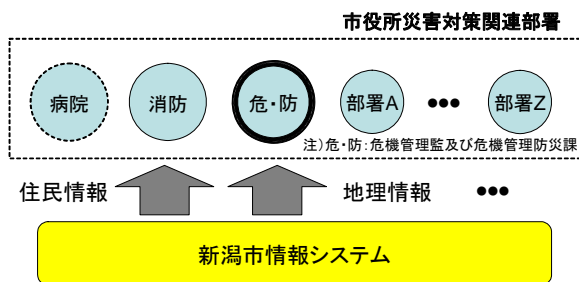 市役所災害対策関連部署
病院 消防 危・防 部署A ・・・ 部署Z
注)危・防:危機管理監及び危機管理防災課
住民情報 地理情報 ・・・
新潟市情報システム